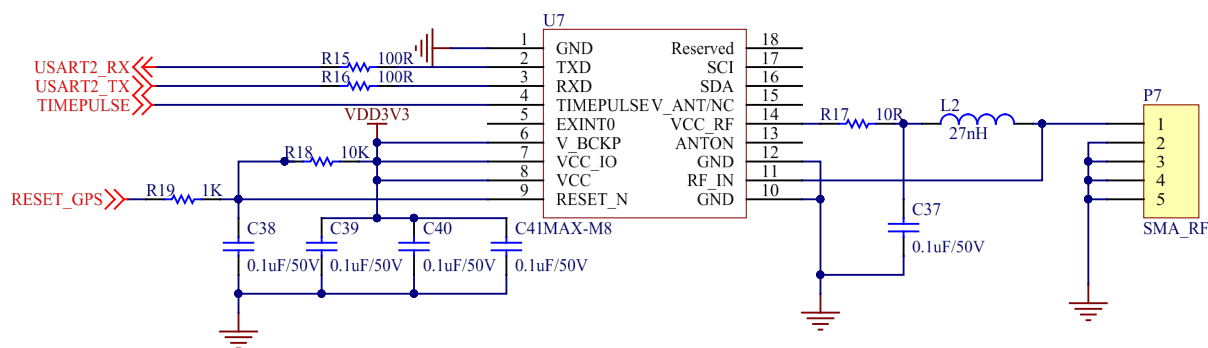 U7
1 GND Reserved 18
USART2_RX R15 100R 2 TXD SCI 17
USART2_TX R16 100R 3 RXD SDA 16
TIMEPULSE 4 TIMEPULSE V_ANT/NC 15
VDD3V3
5 EXINT0 VCC_RF 14 R17 10R L2 27nH
6 V_BCKP ANTON 13
R18 10K 7 VCC_IO GND 12
8 VCC RF_IN 11
RESET_GPS R19 1K 9 RESET_N GND 10
P7
1
2
3
4
5
SMA_RF
C38 C39 C40 C41 MAX-M8 C37
0.1uF/50V 0.1uF/50V 0.1uF/50V 0.1uF/50V 0.1uF/50V